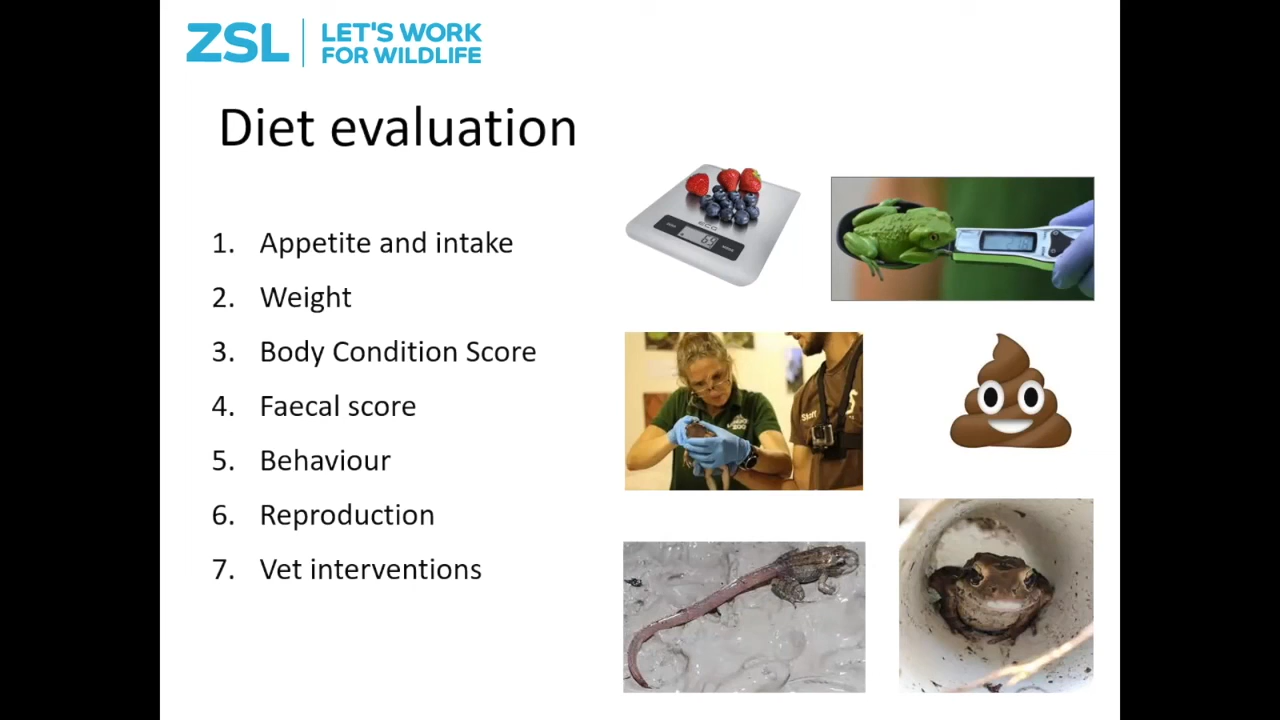 ZSL
LET'S WORK
FOR WILDLIFE
Diet evaluation
1. Appetite and intake
2. Weight
3. Body Condition Score
4. Faecal score
5. Behaviour
6. Reproduction
7. Vet interventions